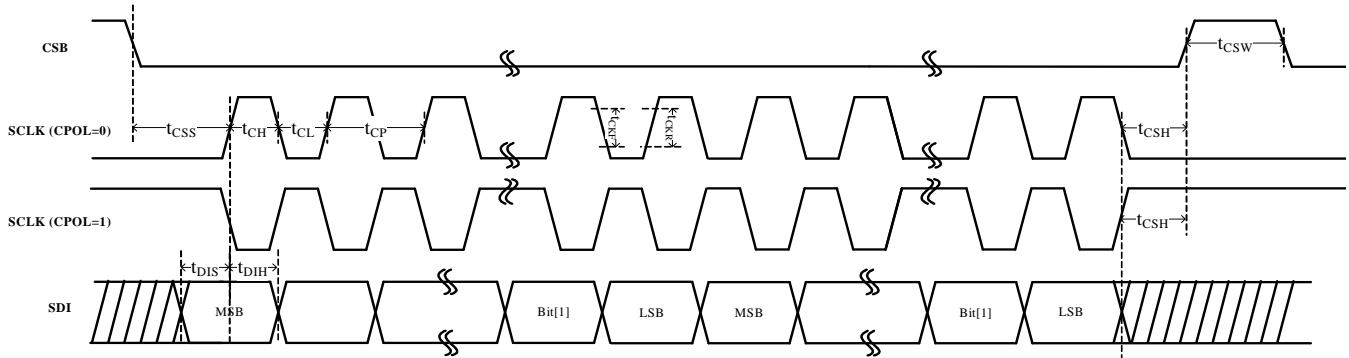 CSB
tCSW
SCLK (CPOL=0)
tCSS
tCH
tCL
tCP
tCKF
tCKR
tCSH
SCLK (CPOL=1)
tCSH
tDIS
tDIH
SDI
MSB
Bit[1]
LSB
MSB
Bit[1]
LSB